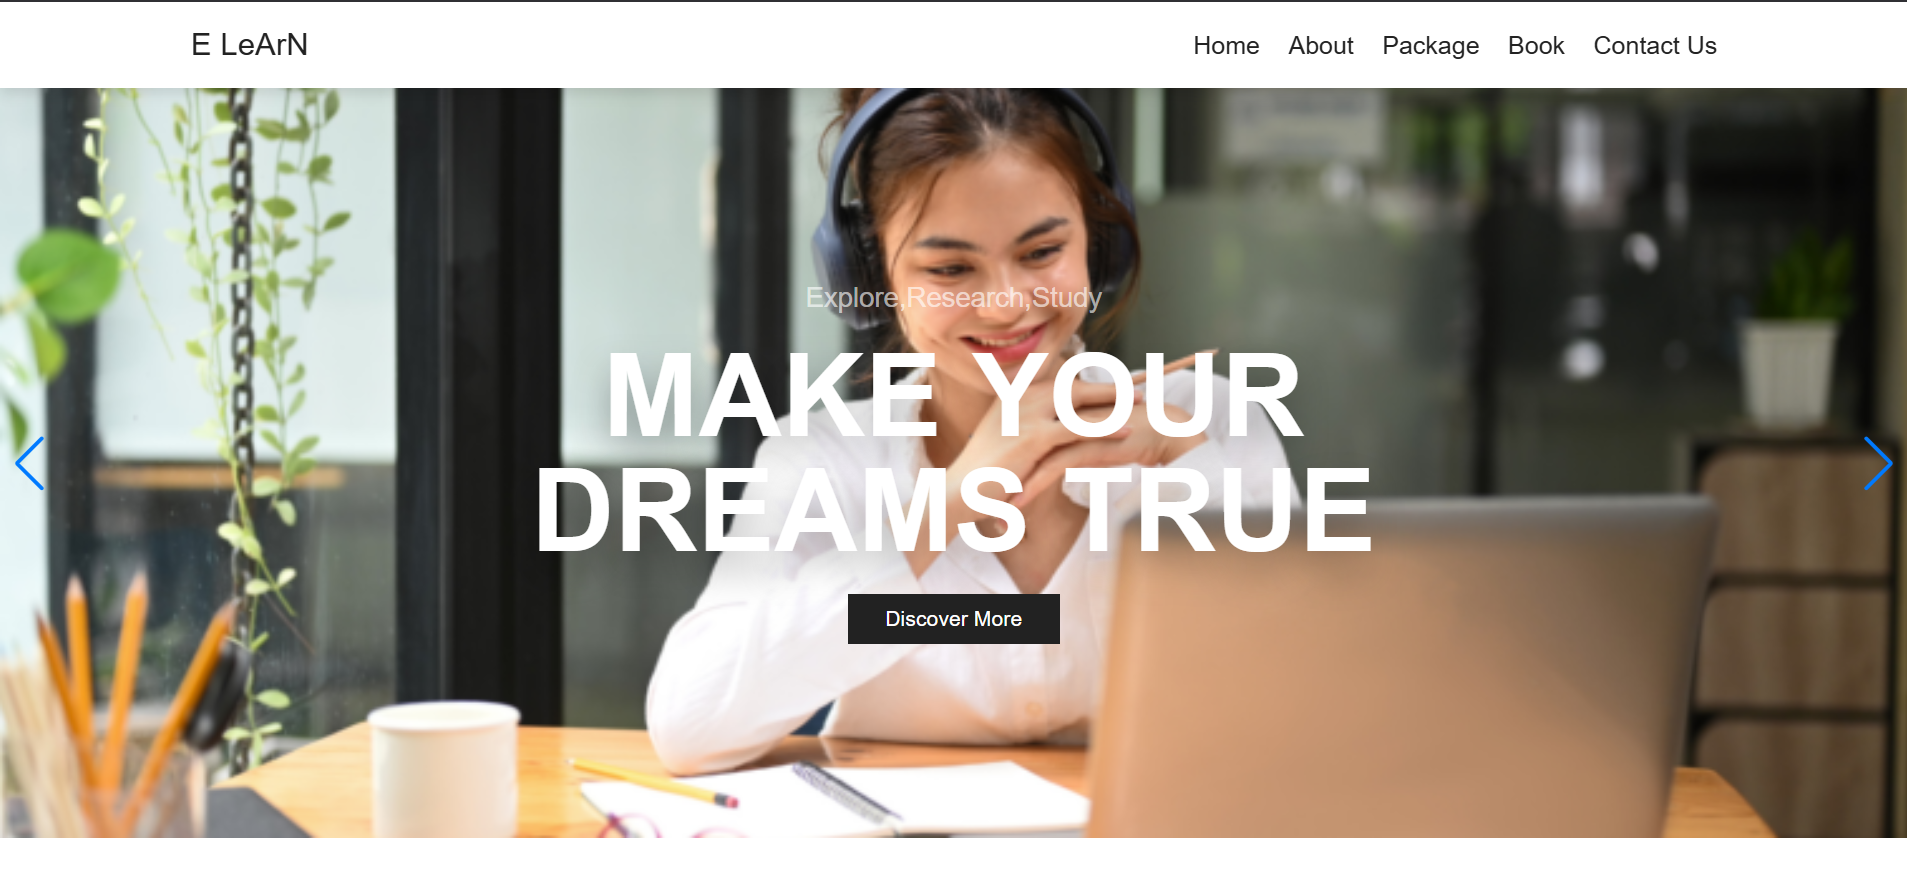 E LeArN
Home About Package Book Contact Us
Explore,Research,Study
MAKE YOUR
DREAMS TRUE
Discover More